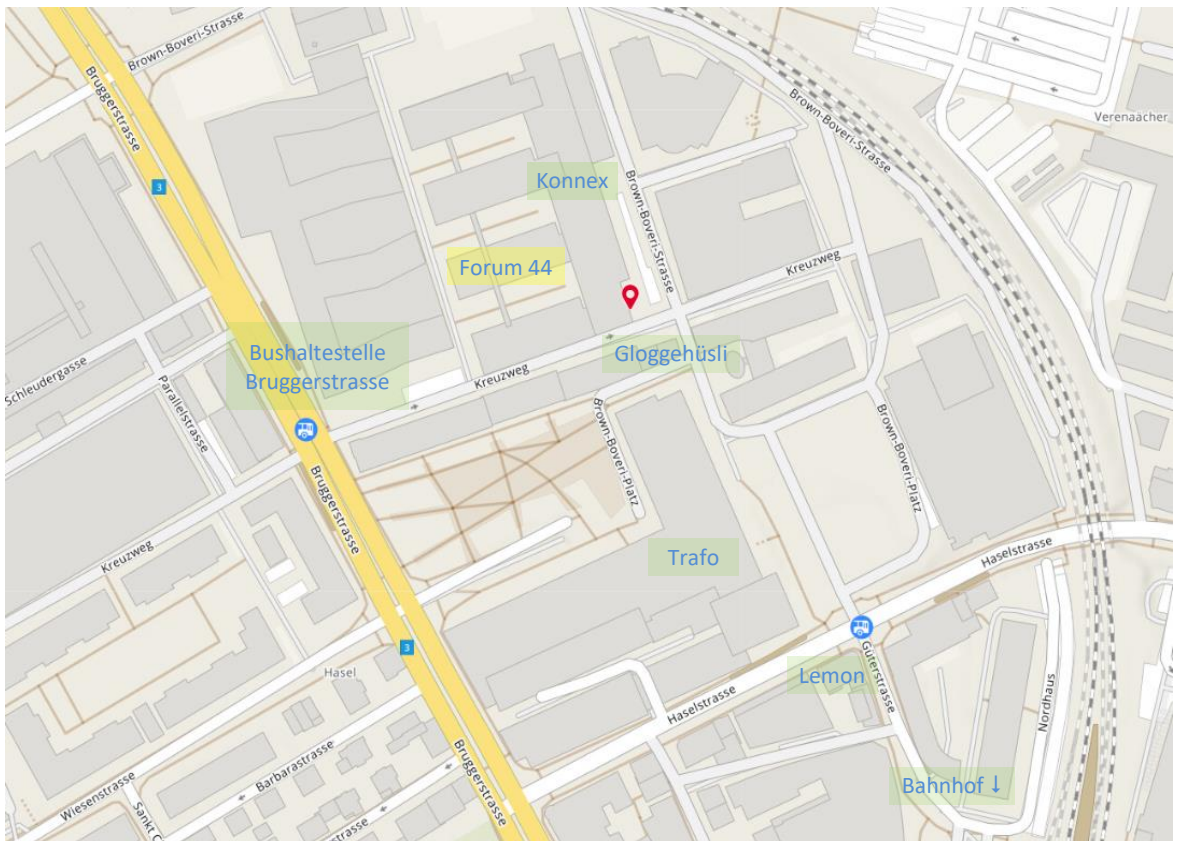 Brown-Boveri-Strasse
Bruggerstrasse
3
Brown-Boveri-Strasse
Verenaächer
Konnex
Brown-Boveri-Strasse
Forum 44
Kreuzweg
Bushaltestelle
Bruggerstrasse
Gloggehüsli
Schleudergasse
Parallelstrasse
Kreuzweg
Brown-Boveri-Platz
Brown-Boveri-Platz
Bruggerstrasse
Kreuzweg
Trafo
Haselstrasse
3
Hasel
Lemon
Güterstrasse
Haselstrasse
Nordhaus
Wiesenstrasse
Barbarastrasse
Bruggerstrasse
Bahnhof ↓
Sankt C
strasse